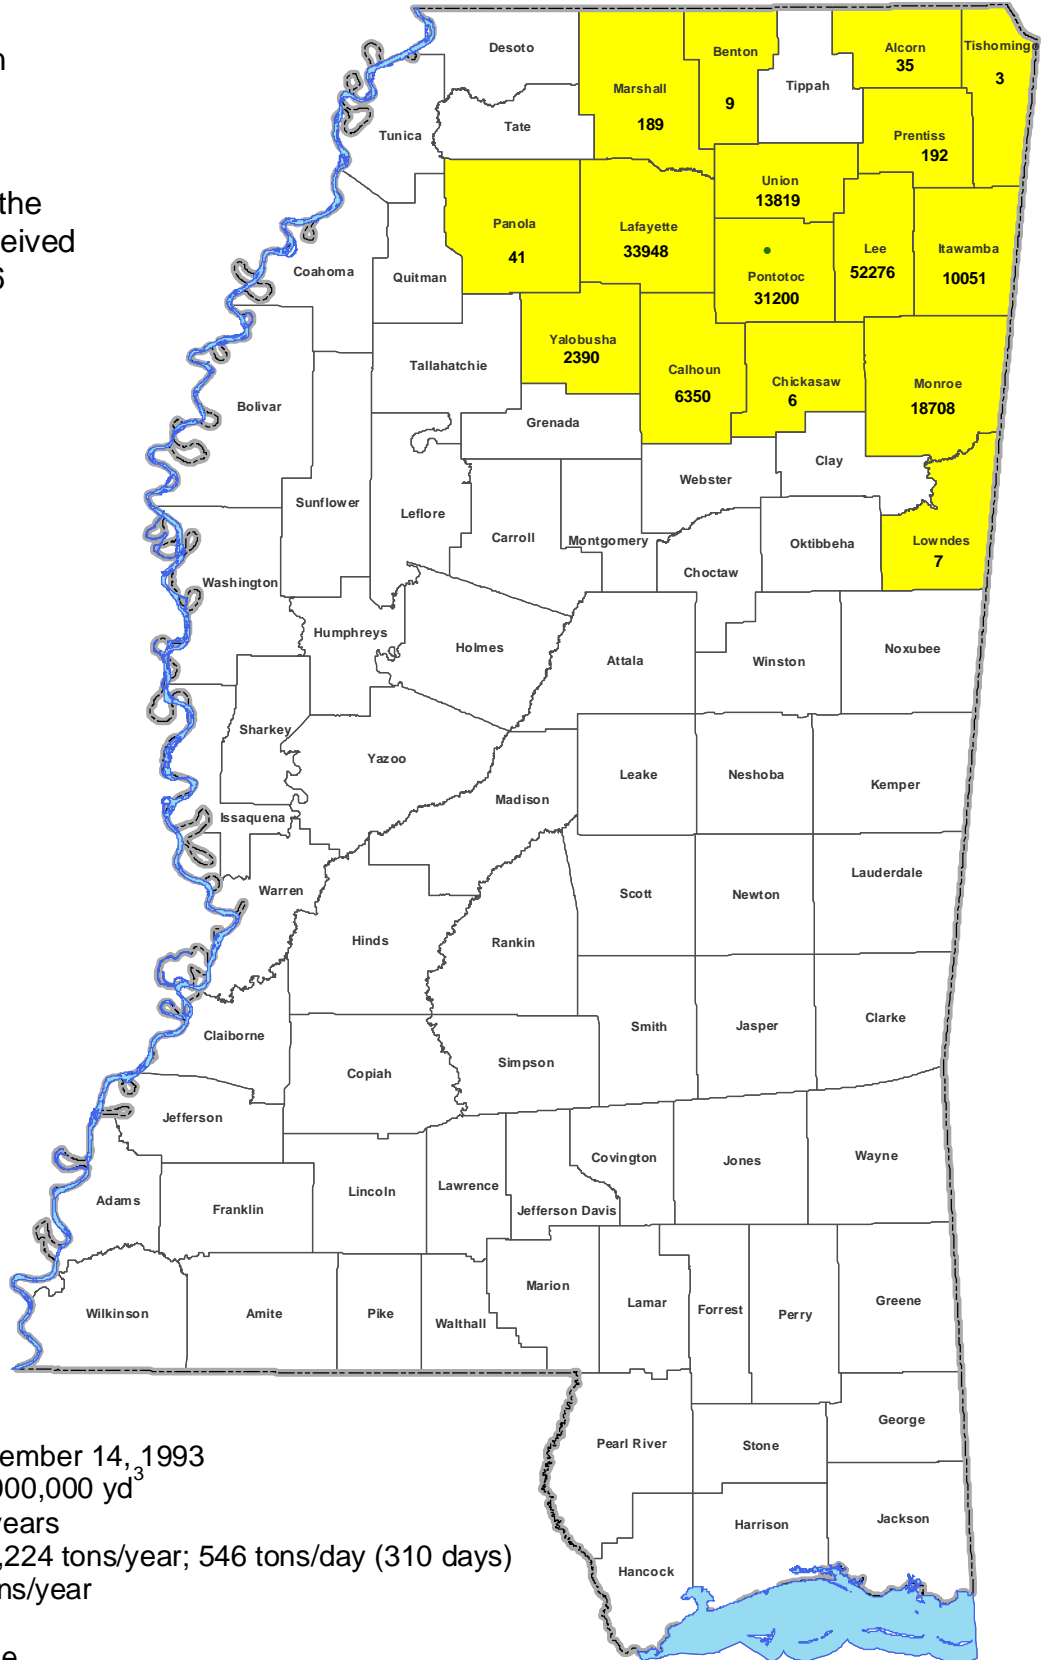 n
the
ceived
6
Desoto
Benton
9
Alcorn
35
Tishomingo
3
Tippah
Marshall
189
Tate
Tunica
Prentiss
192
Union
13819
Panola
41
Lafayette
33948
Pontotoc
31200
Lee
52276
Itawamba
10051
Coahoma
Quitman
Yalobusha
2390
Tallahatchie
Calhoun
6350
Chickasaw
6
Monroe
18708
Bolivar
Grenada
Clay
Webster
Sunflower
Leflore
Carroll
Montgomery
Oktibbeha
Lowndes
7
Choctaw
Washington
Humphreys
Holmes
Attala
Winston
Noxubee
Sharkey
Yazoo
Leake
Neshoba
Kemper
Madison
Issaquena
Warren
Scott
Newton
Lauderdale
Hinds
Rankin
Claiborne
Smith
Jasper
Clarke
Simpson
Copiah
Jefferson
Covington
Jones
Wayne
Adams
Franklin
Lincoln
Lawrence
Jefferson Davis
Wilkinson
Amite
Pike
Walthall
Marion
Lamar
Forrest
Perry
Greene
George
Pearl River
Stone
Harrison
Jackson
Hancock
ember 14, 1993
000,000 yd3
years
,224 tons/year; 546 tons/day (310 days)
ns/year
e